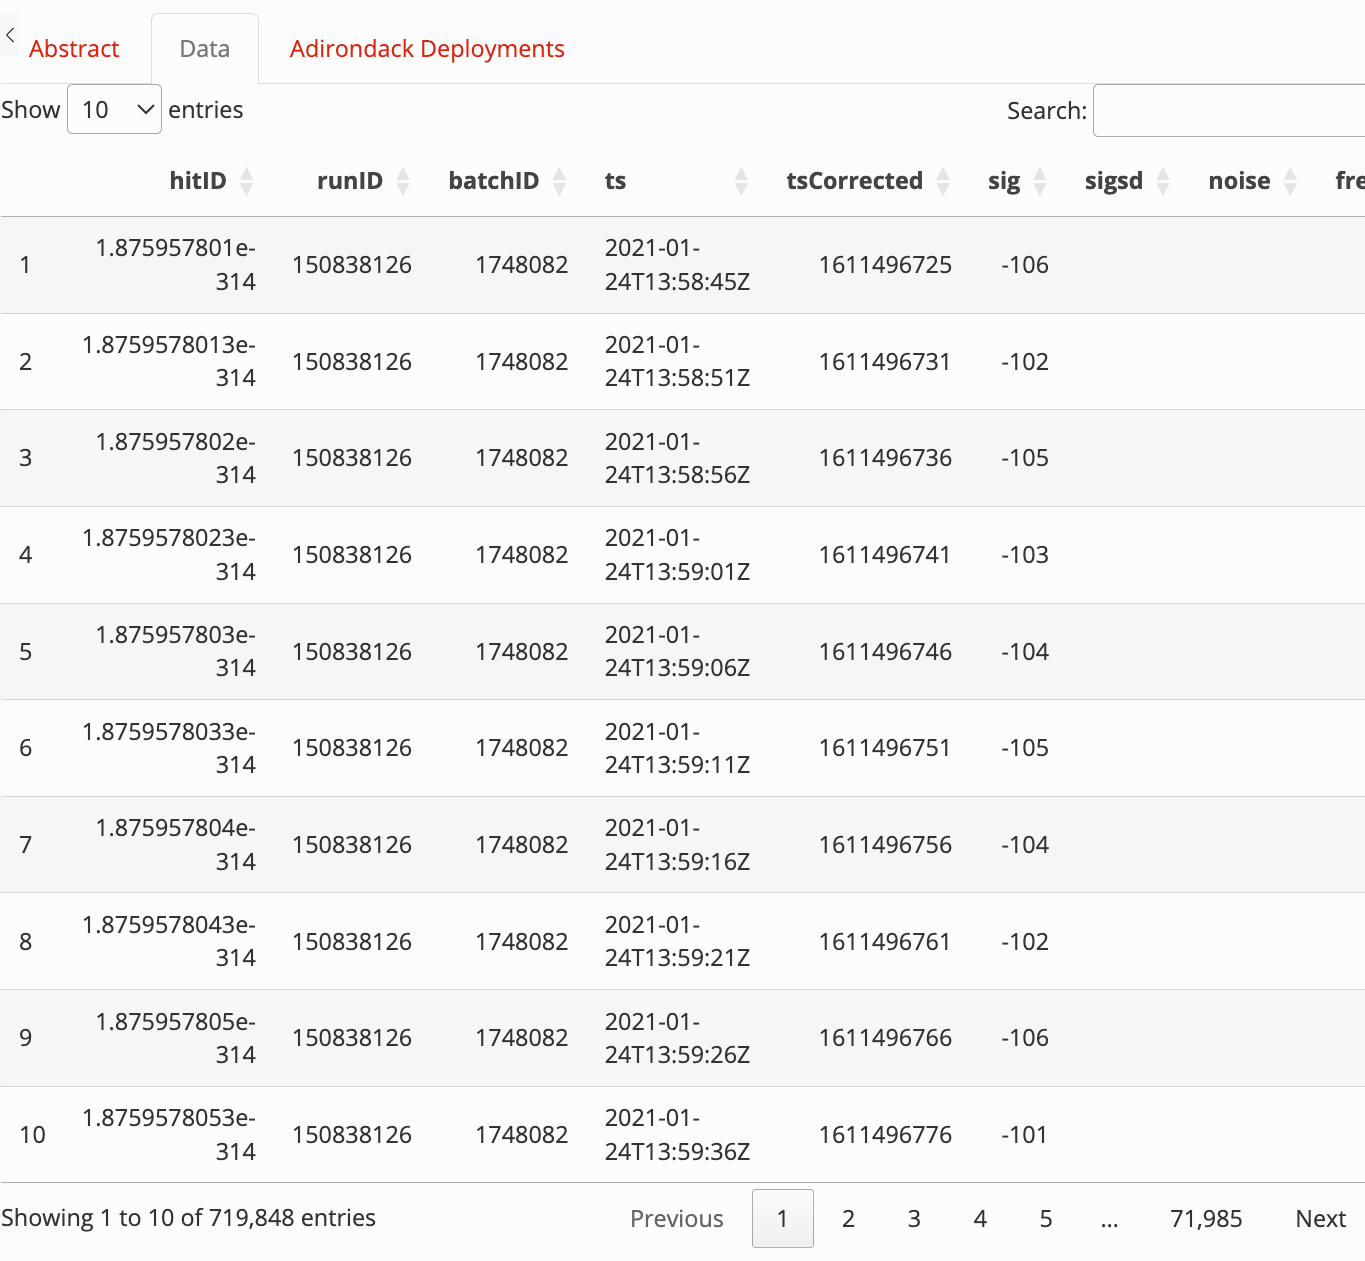 Abstract Data Adirondack Deployments
Show 10 entries Search:
hitID runID batchID ts tsCorrected sig sigsd noise fre
1.875957801e- 2021-01-
1 150838126 1748082 1611496725 -106
314 24T13:58:45Z
1.8759578013e- 2021-01-
2 150838126 1748082 1611496731 -102
314 24T13:58:51Z
1.875957802e- 2021-01-
3 150838126 1748082 1611496736 -105
314 24T13:58:56Z
1.8759578023e- 2021-01-
4 150838126 1748082 1611496741 -103
314 24T13:59:01Z
1.875957803e- 2021-01-
5 150838126 1748082 1611496746 -104
314 24T13:59:06Z
1.8759578033e- 2021-01-
6 150838126 1748082 1611496751 -105
314 24T13:59:11Z
1.875957804e- 2021-01-
7 150838126 1748082 1611496756 -104
314 24T13:59:16Z
1.8759578043e- 2021-01-
8 150838126 1748082 1611496761 -102
314 24T13:59:21Z
1.875957805e- 2021-01-
9 150838126 1748082 1611496766 -106
314 24T13:59:26Z
1.8759578053e- 2021-01-
10 150838126 1748082 1611496776 -101
314 24T13:59:36Z
Showing 1 to 10 of 719,848 entries Previous 1 2 3 4 5 ... 71,985 Next